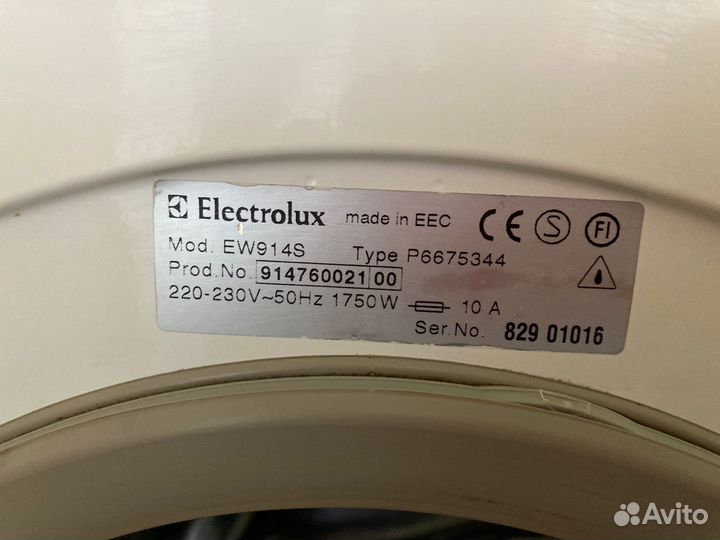 Electrolux made in EEC CE S FI
Mod. EW914S Type P6675344
Prod.No. 914760021 00
220-230V~50Hz 1750W 10 A
Ser.No. 829 01016
Avito